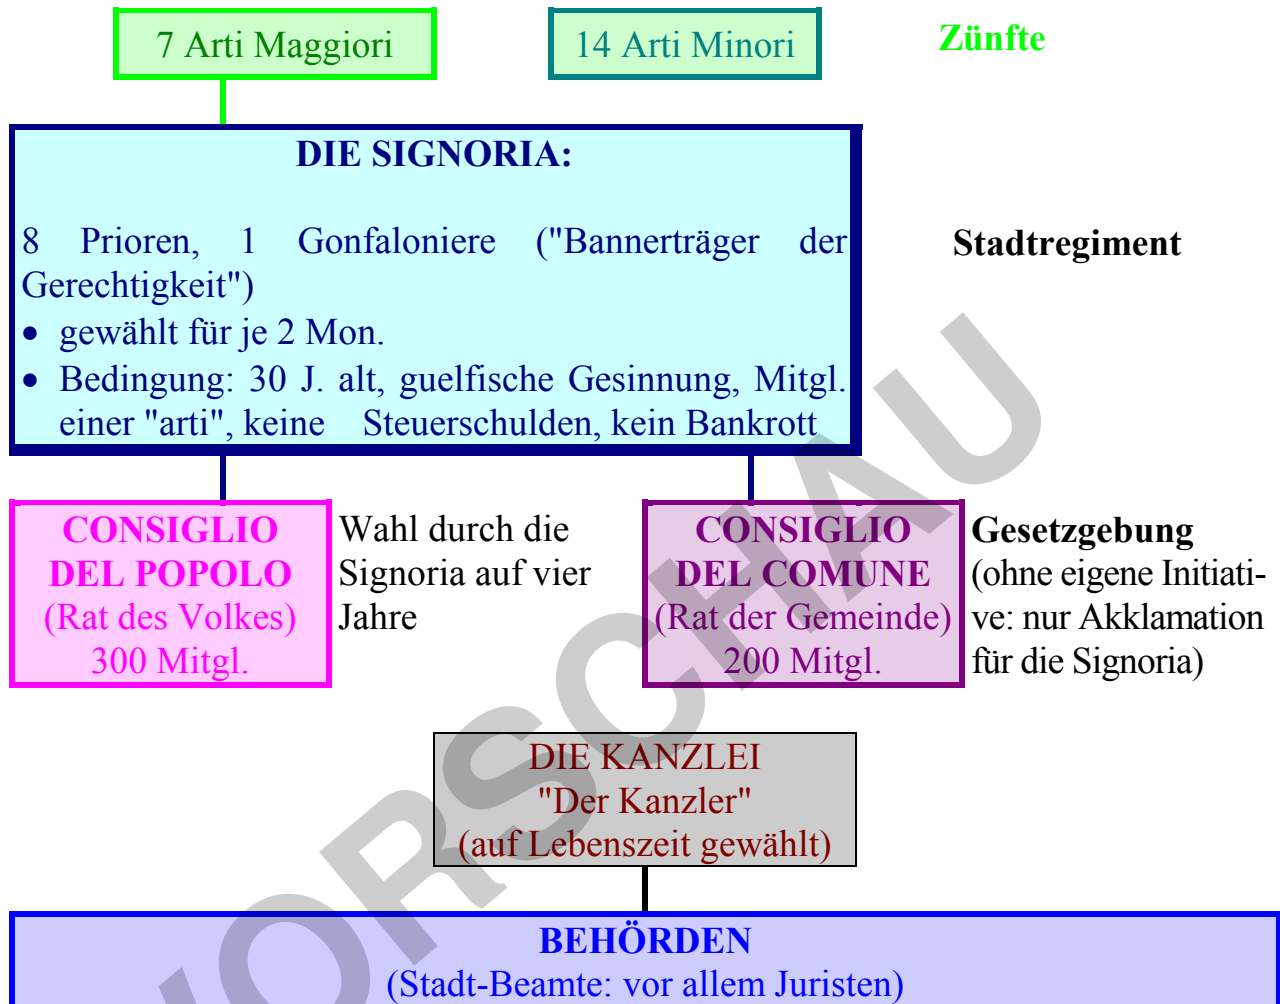 7 Arti Maggiori
14 Arti Minori
Zünfte
DIE SIGNORIA:
8 Prioren, 1 Gonfaloniere ("Bannerträger der
Gerechtigkeit")
• gewählt für je 2 Mon.
• Bedingung: 30 J. alt, guelfische Gesinnung, Mitgl.
einer "arti", keine Steuerschulden, kein Bankrott
Stadtregiment
CONSIGLIO
DEL POPOLO
(Rat des Volkes)
300 Mitgl.
Wahl durch die
Signoria auf vier
Jahre
CONSIGLIO
DEL COMUNE
(Rat der Gemeinde)
200 Mitgl.
Gesetzgebung
(ohne eigene Initiati-
ve: nur Akklamation
für die Signoria)
DIE KANZLEI
"Der Kanzler"
(auf Lebenszeit gewählt)
BEHÖRDEN
(Stadt-Beamte: vor allem Juristen)
VORSCHAU